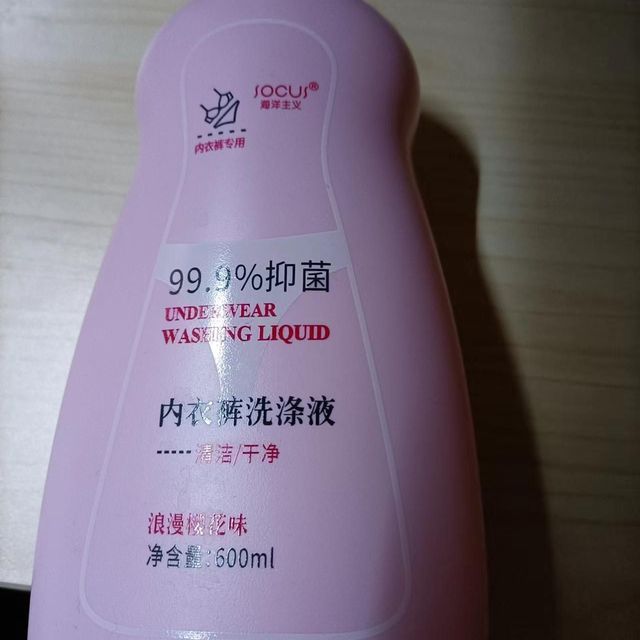 SOCUS®
海洋主义
内衣裤专用
99.9%抑菌
UNDERWEAR
WASHING LIQUID
内衣裤洗涤液
-----清洁/干净
浪漫樱花味
净含量:600ml